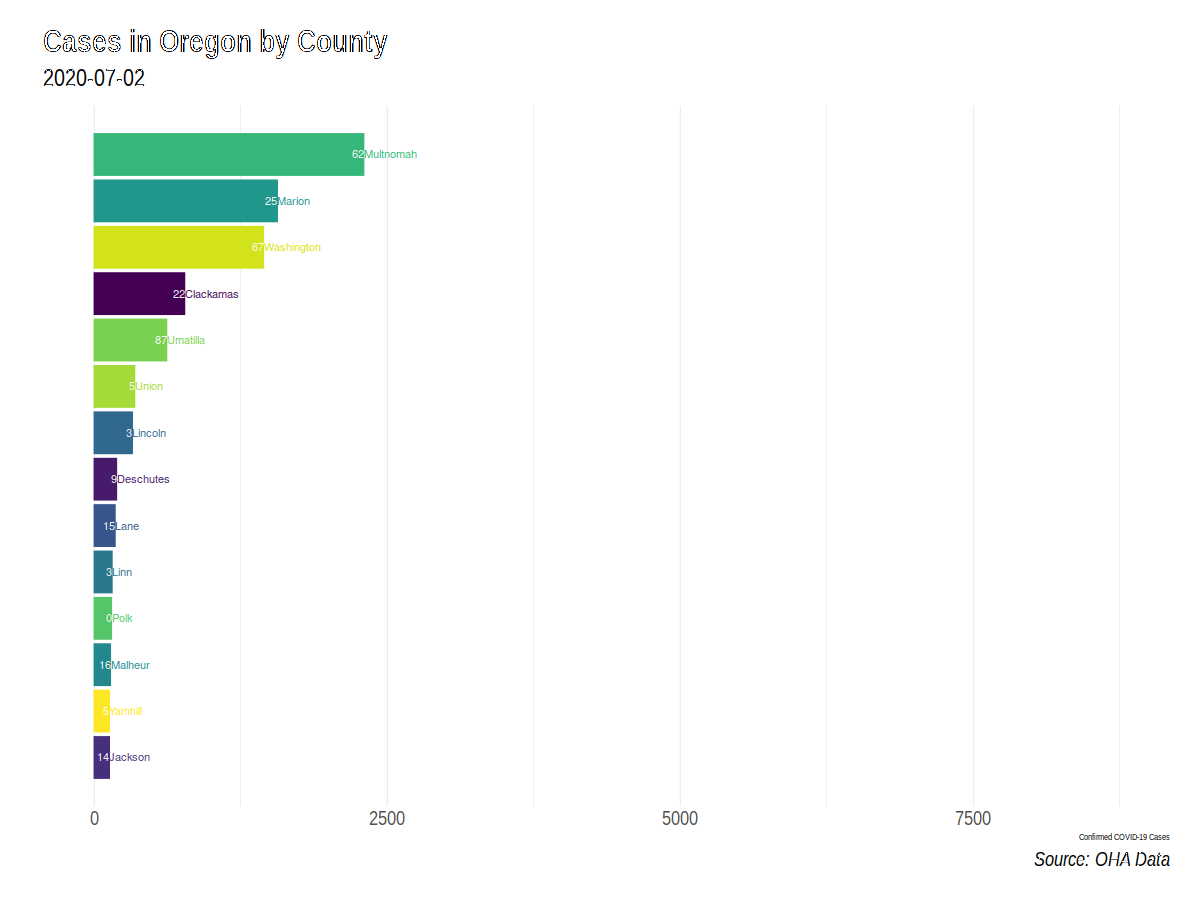 Cases in Oregon by County
2020-07-02
62Multnomah
25Marion
67Washington
22Clackamas
87Umatilla
5Union
3Lincoln
9Deschutes
15Lane
3Linn
0Polk
16Malheur
5Yamhill
14Jackson
0 2500 5000 7500
Confirmed COVID-19 Cases
Source: OHA Data